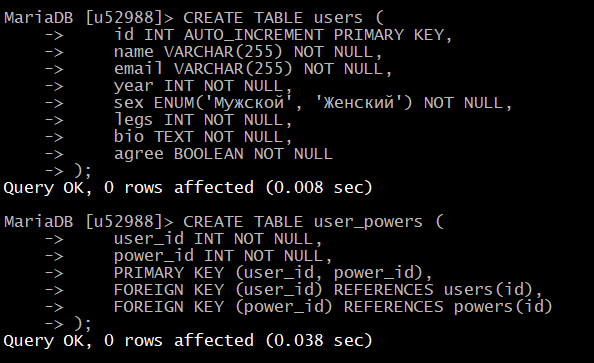 MariaDB [u52988]> CREATE TABLE users (
    ->     id INT AUTO_INCREMENT PRIMARY KEY,
    ->     name VARCHAR(255) NOT NULL,
    ->     email VARCHAR(255) NOT NULL,
    ->     year INT NOT NULL,
    ->     sex ENUM('Мужской', 'Женский') NOT NULL,
    ->     legs INT NOT NULL,
    ->     bio TEXT NOT NULL,
    ->     agree BOOLEAN NOT NULL
    -> );
Query OK, 0 rows affected (0.008 sec)

MariaDB [u52988]> CREATE TABLE user_powers (
    ->     user_id INT NOT NULL,
    ->     power_id INT NOT NULL,
    ->     PRIMARY KEY (user_id, power_id),
    ->     FOREIGN KEY (user_id) REFERENCES users(id),
    ->     FOREIGN KEY (power_id) REFERENCES powers(id)
    -> );
Query OK, 0 rows affected (0.038 sec)